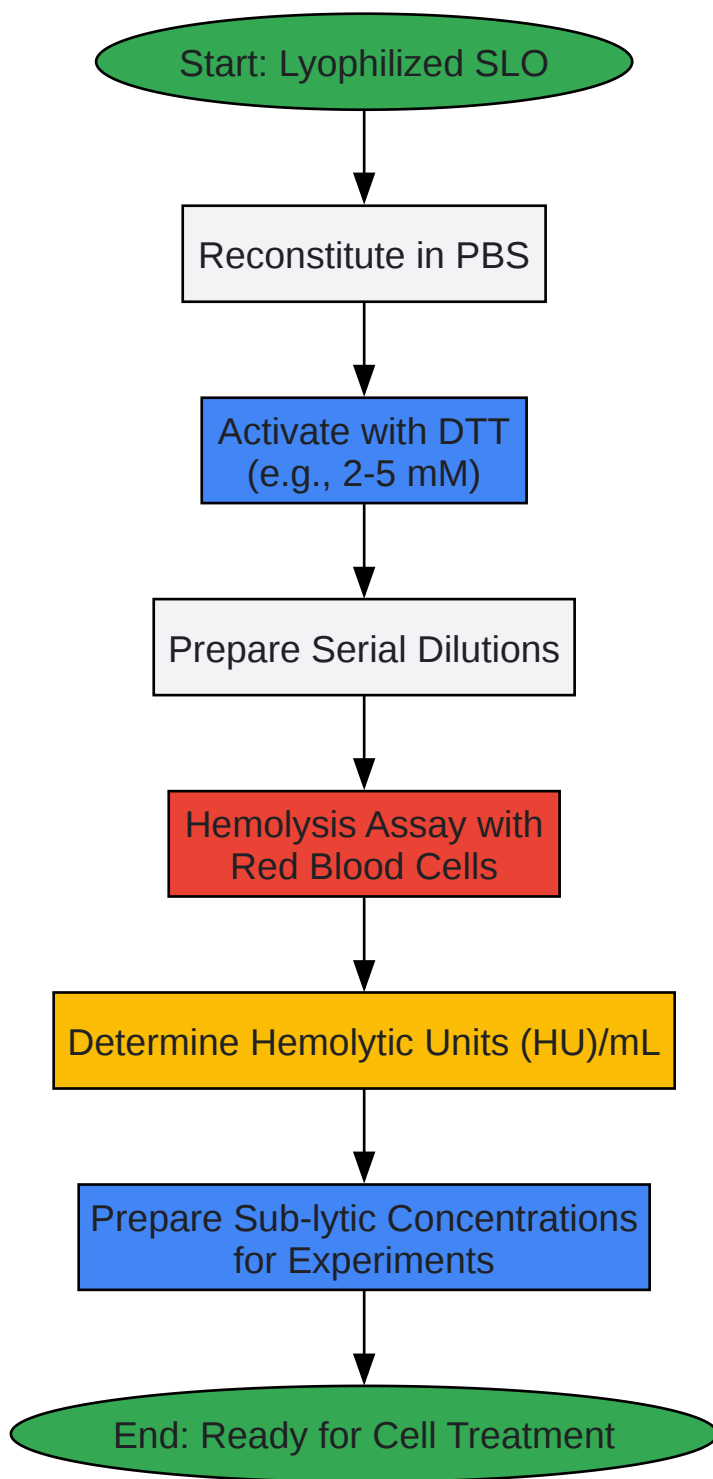 Start: Lyophilized SLO
Reconstitute in PBS
Activate with DTT
(e.g., 2-5 mM)
Prepare Serial Dilutions
Hemolysis Assay with
Red Blood Cells
Determine Hemolytic Units (HU)/mL
Prepare Sub-lytic Concentrations
for Experiments
End: Ready for Cell Treatment